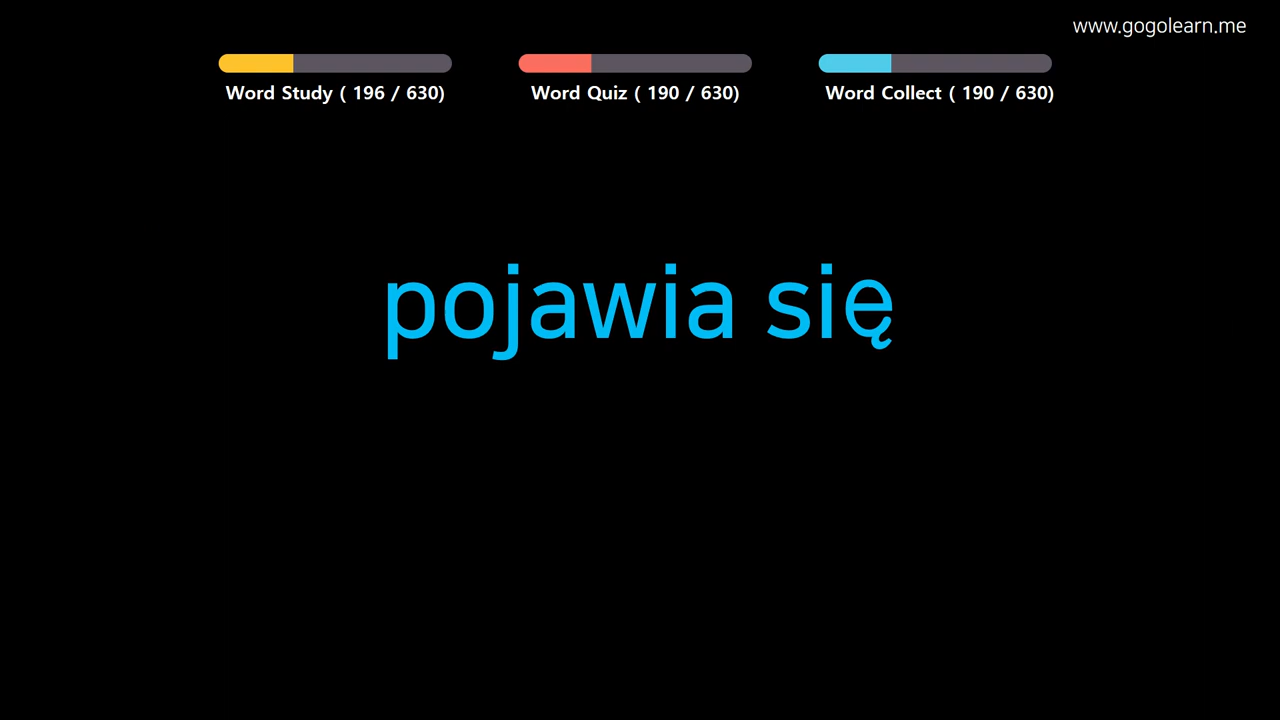 www.gogolearn.me
Word Study ( 196 / 630)
Word Quiz ( 190 / 630)
Word Collect ( 190 / 630)
pojawia się